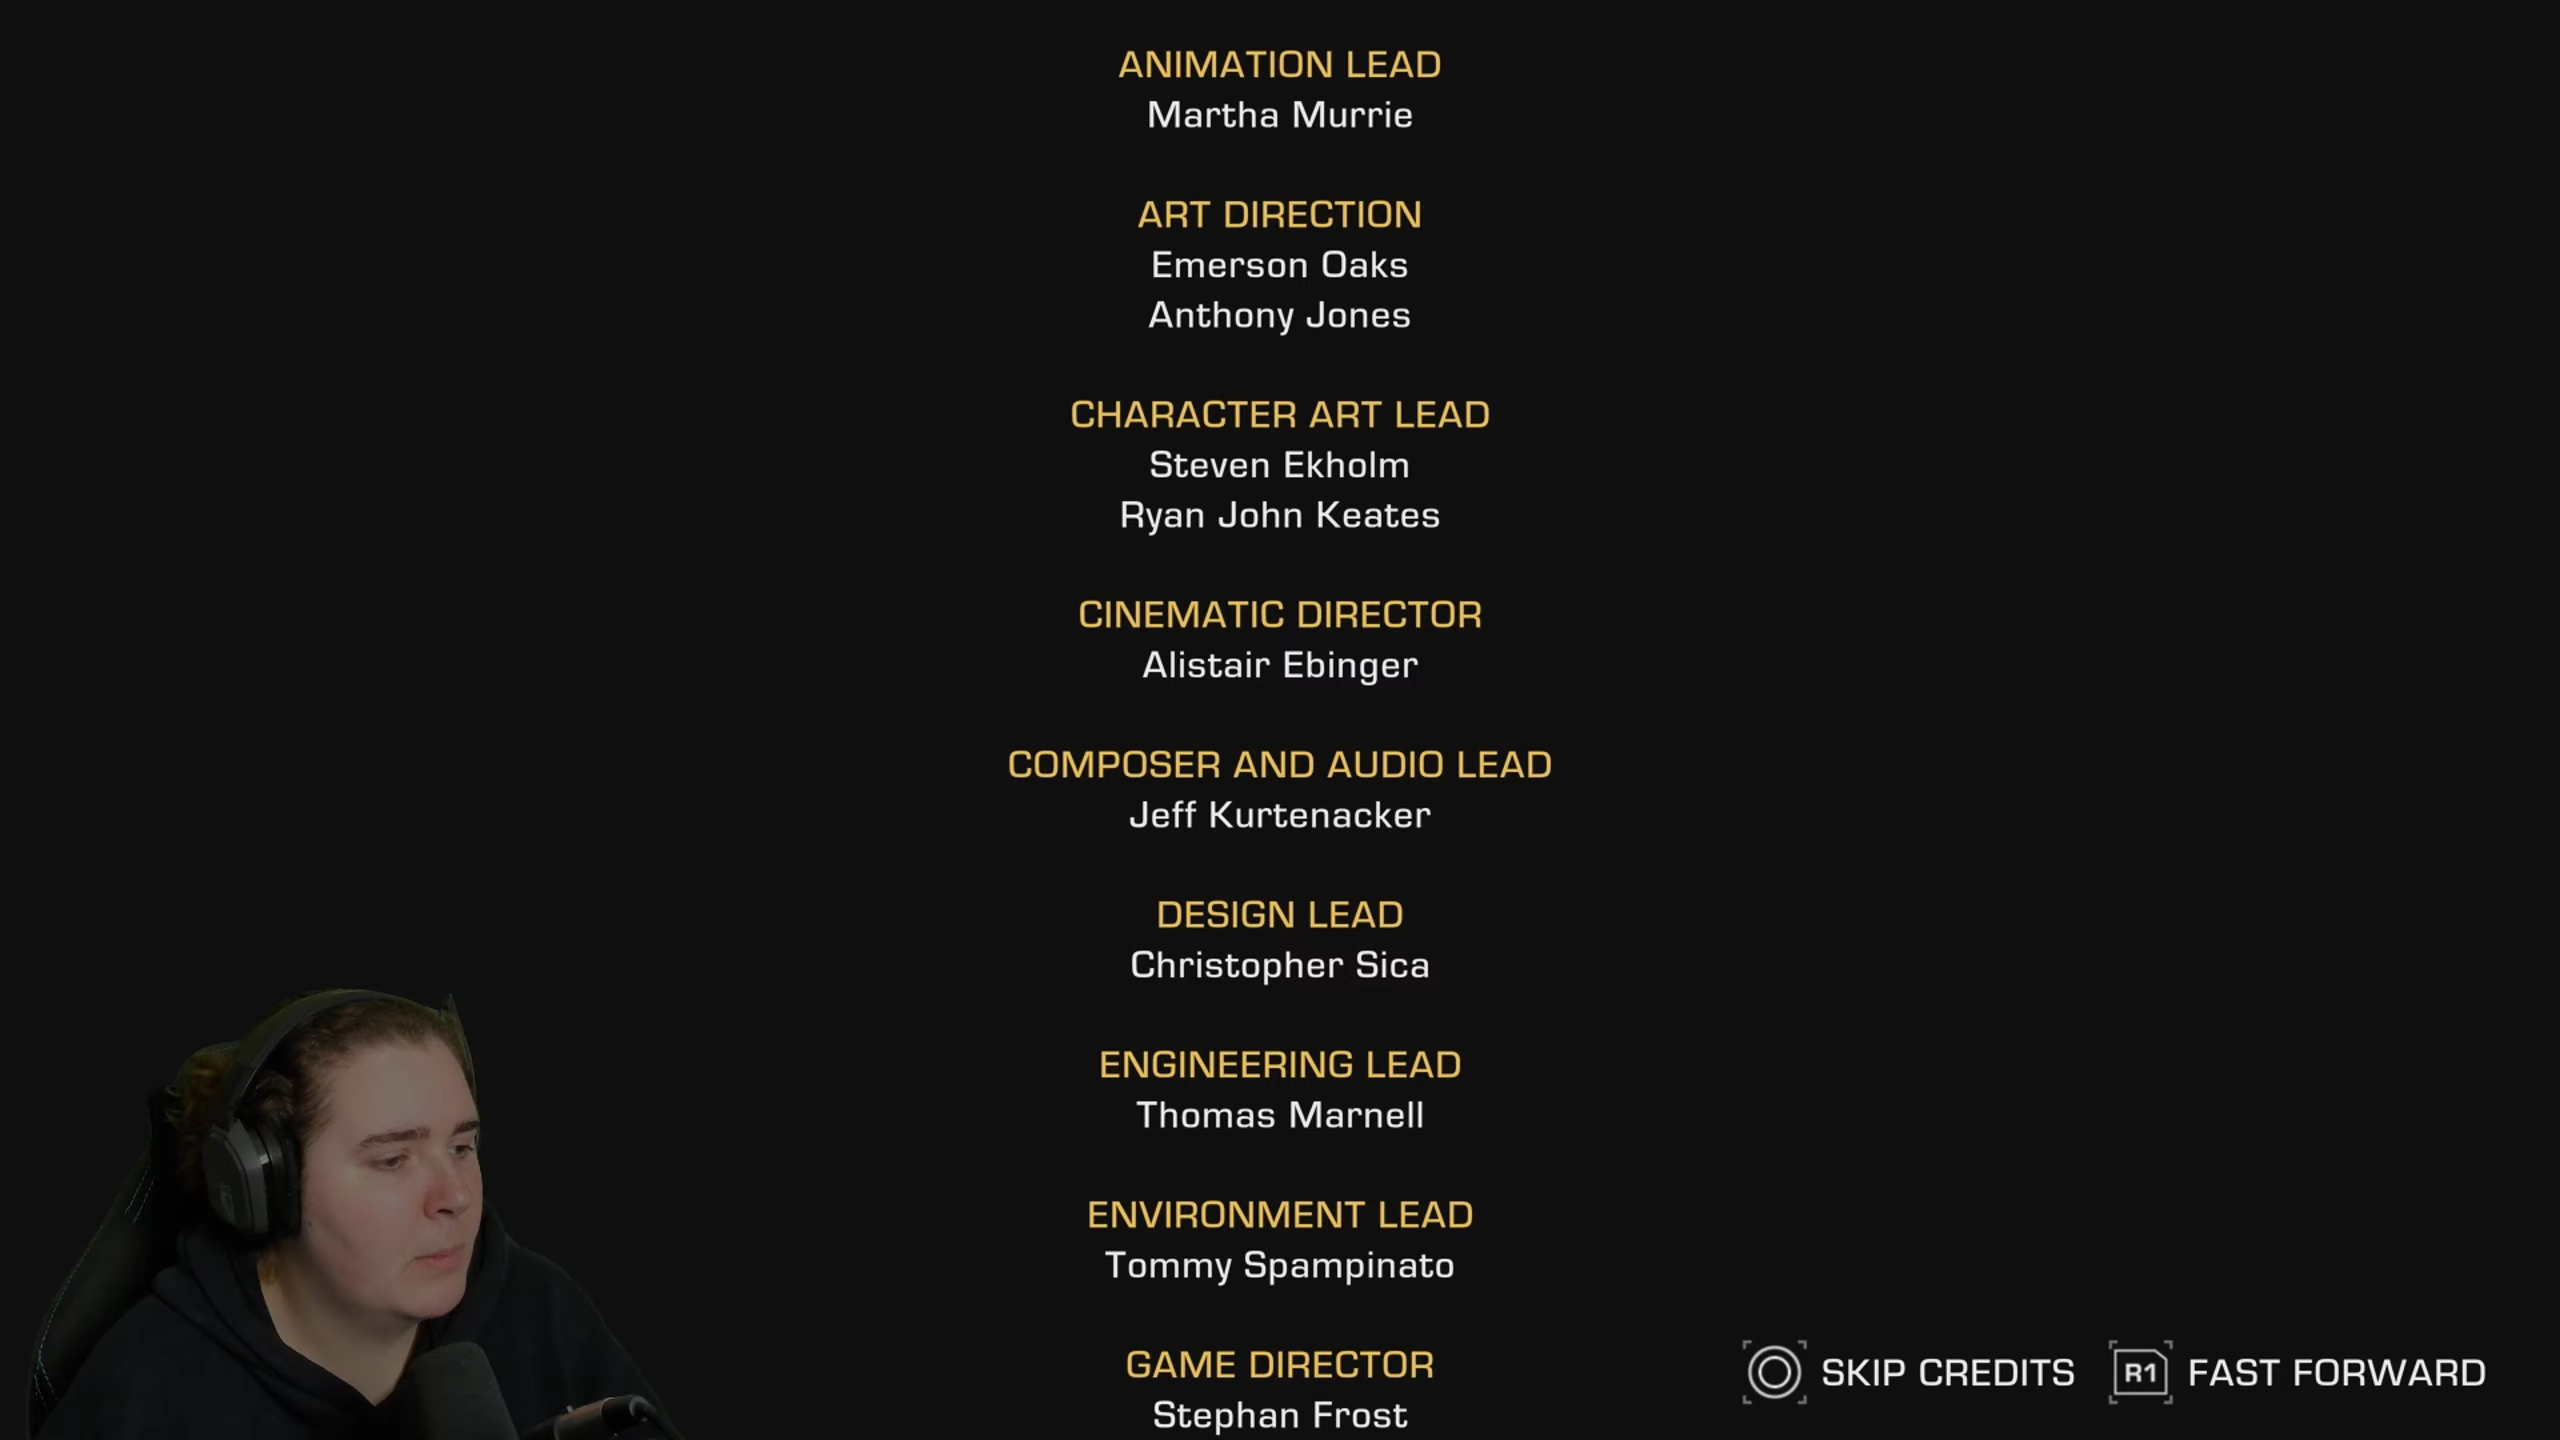 ANIMATION LEAD
Martha Murrie
ART DIRECTION
Emerson Oaks
Anthony Jones
CHARACTER ART LEAD
Steven Ekholm
Ryan John Keates
CINEMATIC DIRECTOR
Alistair Ebinger
COMPOSER AND AUDIO LEAD
Jeff Kurtenacker
DESIGN LEAD
Christopher Sica
ENGINEERING LEAD
Thomas Marnell
ENVIRONMENT LEAD
Tommy Spampinato
GAME DIRECTOR
Stephan Frost
SKIP CREDITS R1 FAST FORWARD